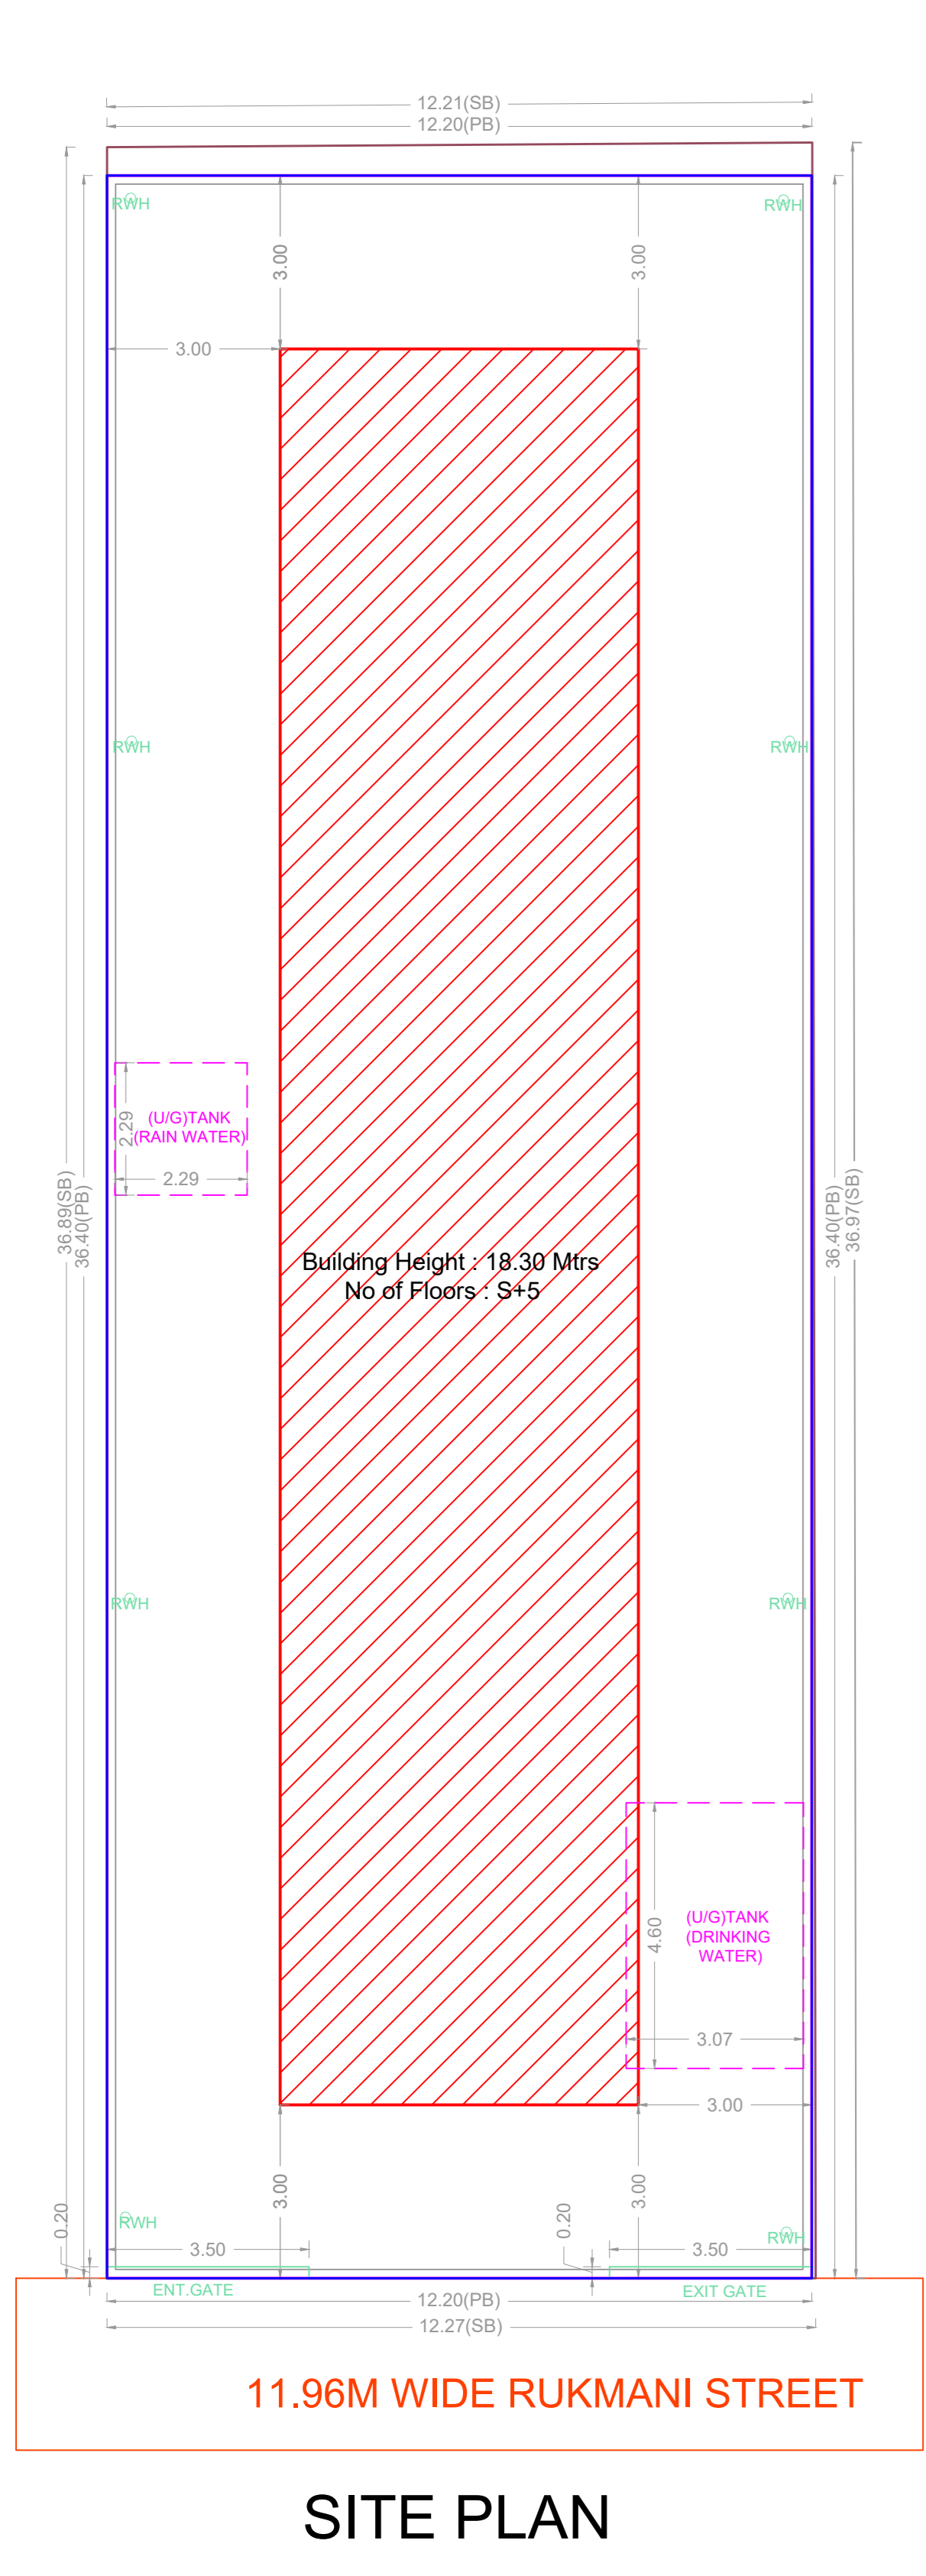 12.21(SB)
12.20(PB)
RWH
RWH
3.00
3.00
3.00
RWH
RWH
2.29
(U/G)TANK
(RAIN WATER)
2.29
36.89(SB)
36.40(PB)
36.40(PB)
36.97(SB)
Building Height : 18.30 Mtrs
No of Floors : S+5
RWH
RWH
4.60
(U/G)TANK
(DRINKING
WATER)
3.07
3.00
3.00
3.00
0.20
0.20
RWH
RWH
3.50
3.50
ENT.GATE
EXIT GATE
12.20(PB)
12.27(SB)
11.96M WIDE RUKMANI STREET
SITE PLAN